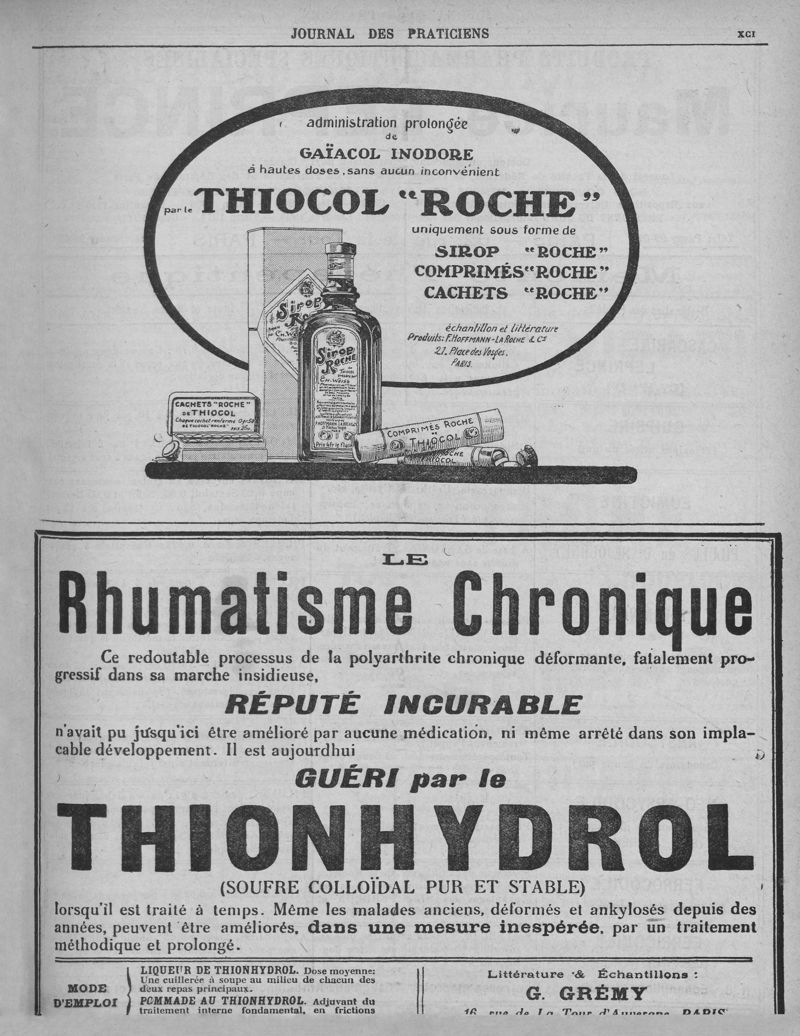 JOURNAL DES PRATICIENS
XCI
administration prolongée
de
GAÏACOL INODORE
à hautes doses, sans aucun inconvénient
par le THIOCOL "ROCHE"
uniquement sous forme de
SIROP "ROCHE"
COMPRIMÉS "ROCHE"
CACHETS "ROCHE"
échantillon et littérature
Produits: F. HOFFMANN-LA ROCHE & Cº
21. Place des Vosges.
PARIS.
Sirop
Roche
CACHETS "ROCHE"
DE THIOCOL
COMPRIMÉS ROCHE
THIOCOL
LE
Rhumatisme Chronique
Ce redoutable processus de la polyarthrite chronique déformante, fatalement pro-
gressif dans sa marche insidieuse,
RÉPUTÉ INCURABLE
n'avait pu jusqu'ici être amélioré par aucune médication, ni même arrêté dans son impla-
cable développement. Il est aujourdhui
GUÉRI par le
THIONHYDROL
(SOUFRE COLLOÏDAL PUR ET STABLE)
lorsqu'il est traité à temps. Même les malades anciens, déformés et ankylosés depuis des
années, peuvent être améliorés, dans une mesure inespérée, par un traitement
méthodique et prolongé.
MODE
D'EMPLOI
LIQUEUR DE THIONHYDROL. Dose moyenne:
Une cuillerée à soupe au milieu de chacun des
deux repas principaux.
POMMADE AU THIONHYDROL. Adjuvant du
traitement interne fondamental, en frictions
Littérature & Échantillons :
G. GRÉMY
16, rue de La Tour d'Auvergne, PARIS